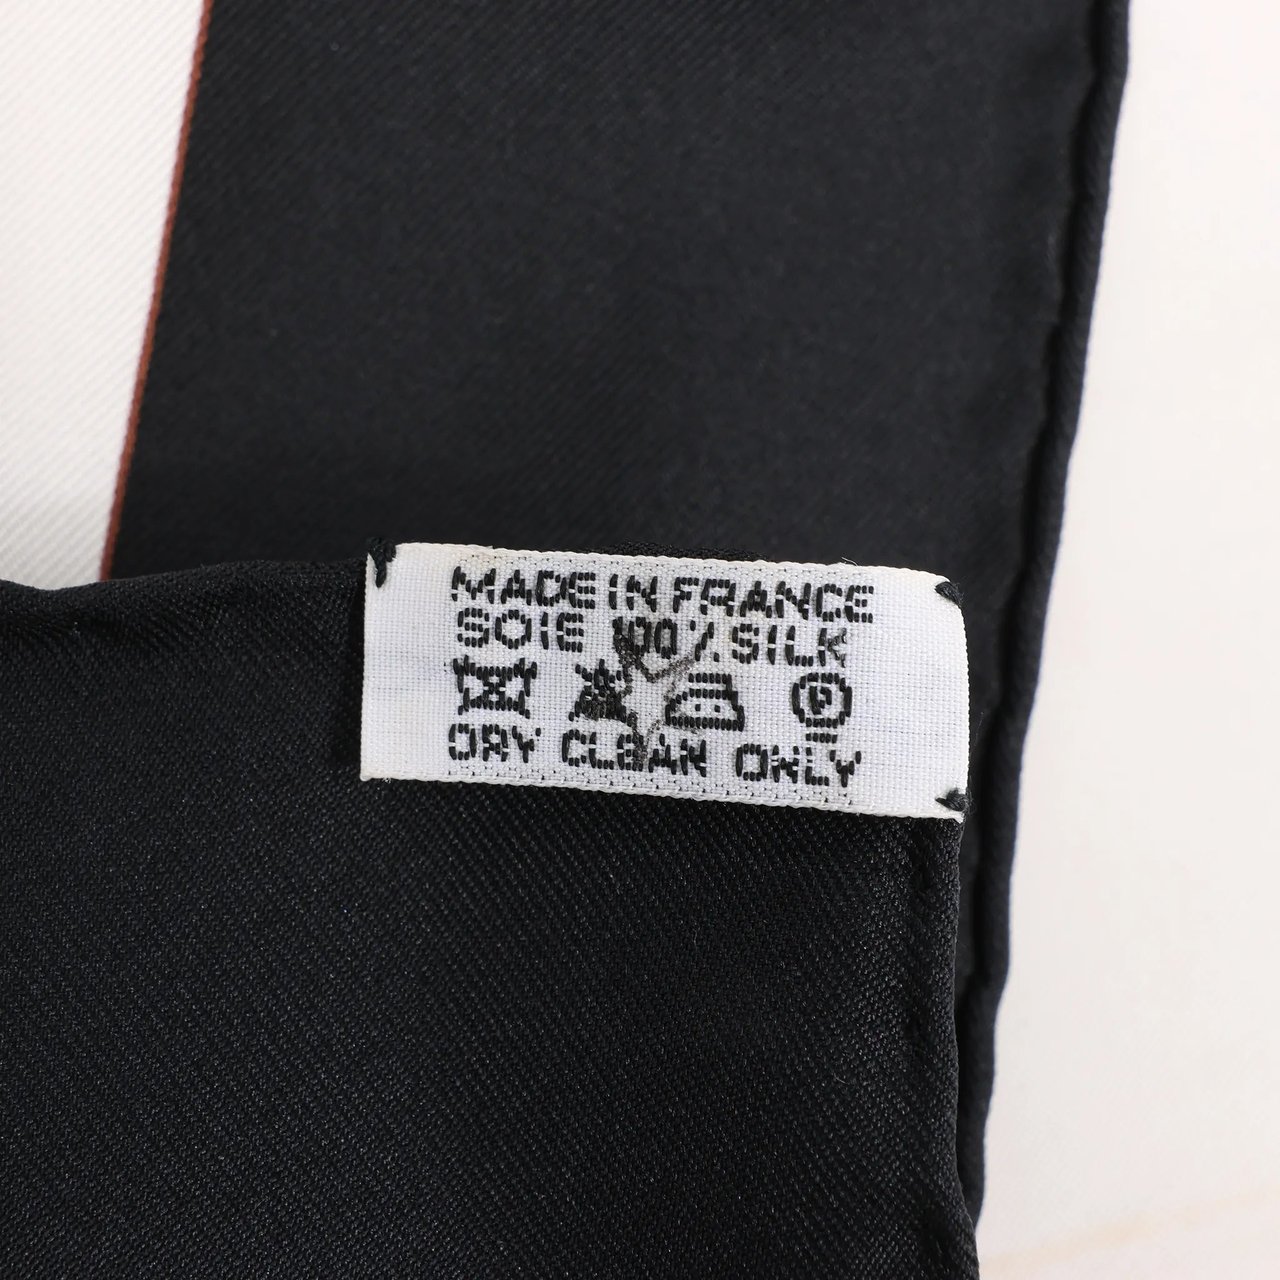 MADE IN FRANCE
SOIE 100% SILK
P
DRY CLEAN ONLY